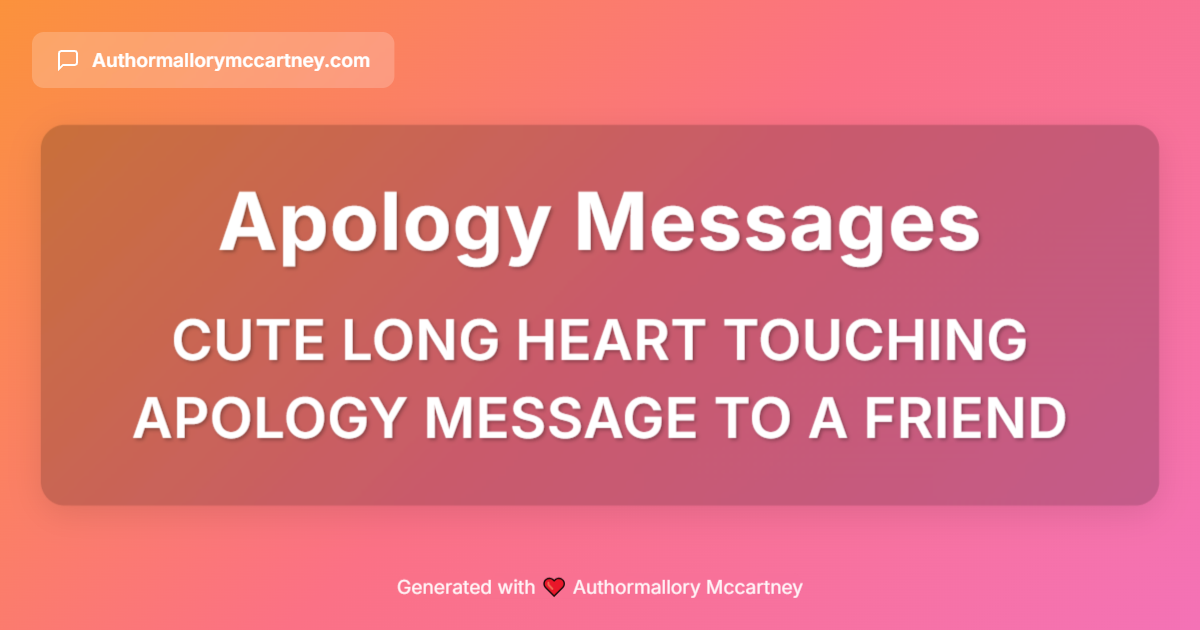 Authormallorymccartney.com
Apology Messages
CUTE LONG HEART TOUCHING
APOLOGY MESSAGE TO A FRIEND
Generated with ❤️ Authormallory Mccartney